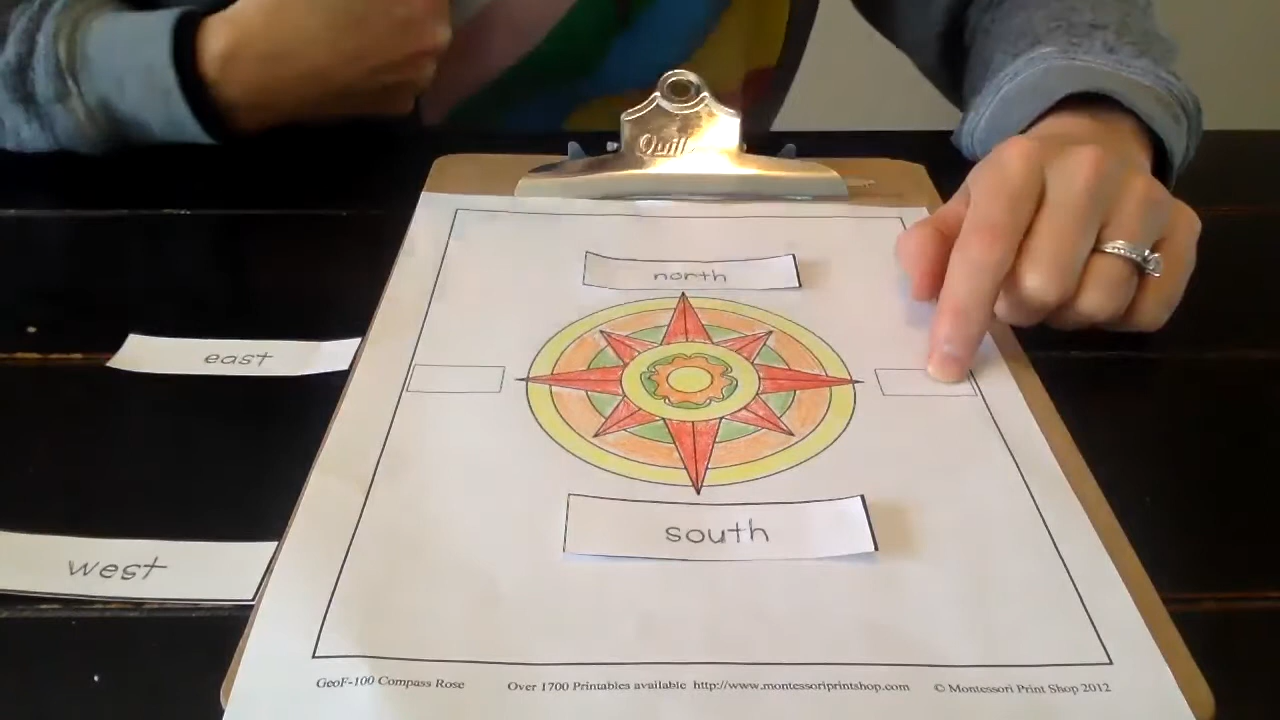 north
east
west
south
GeoF-100 Compass Rose
Over 1700 Printables available http://www.montessoriprintshop.com
© Montessori Print Shop 2012